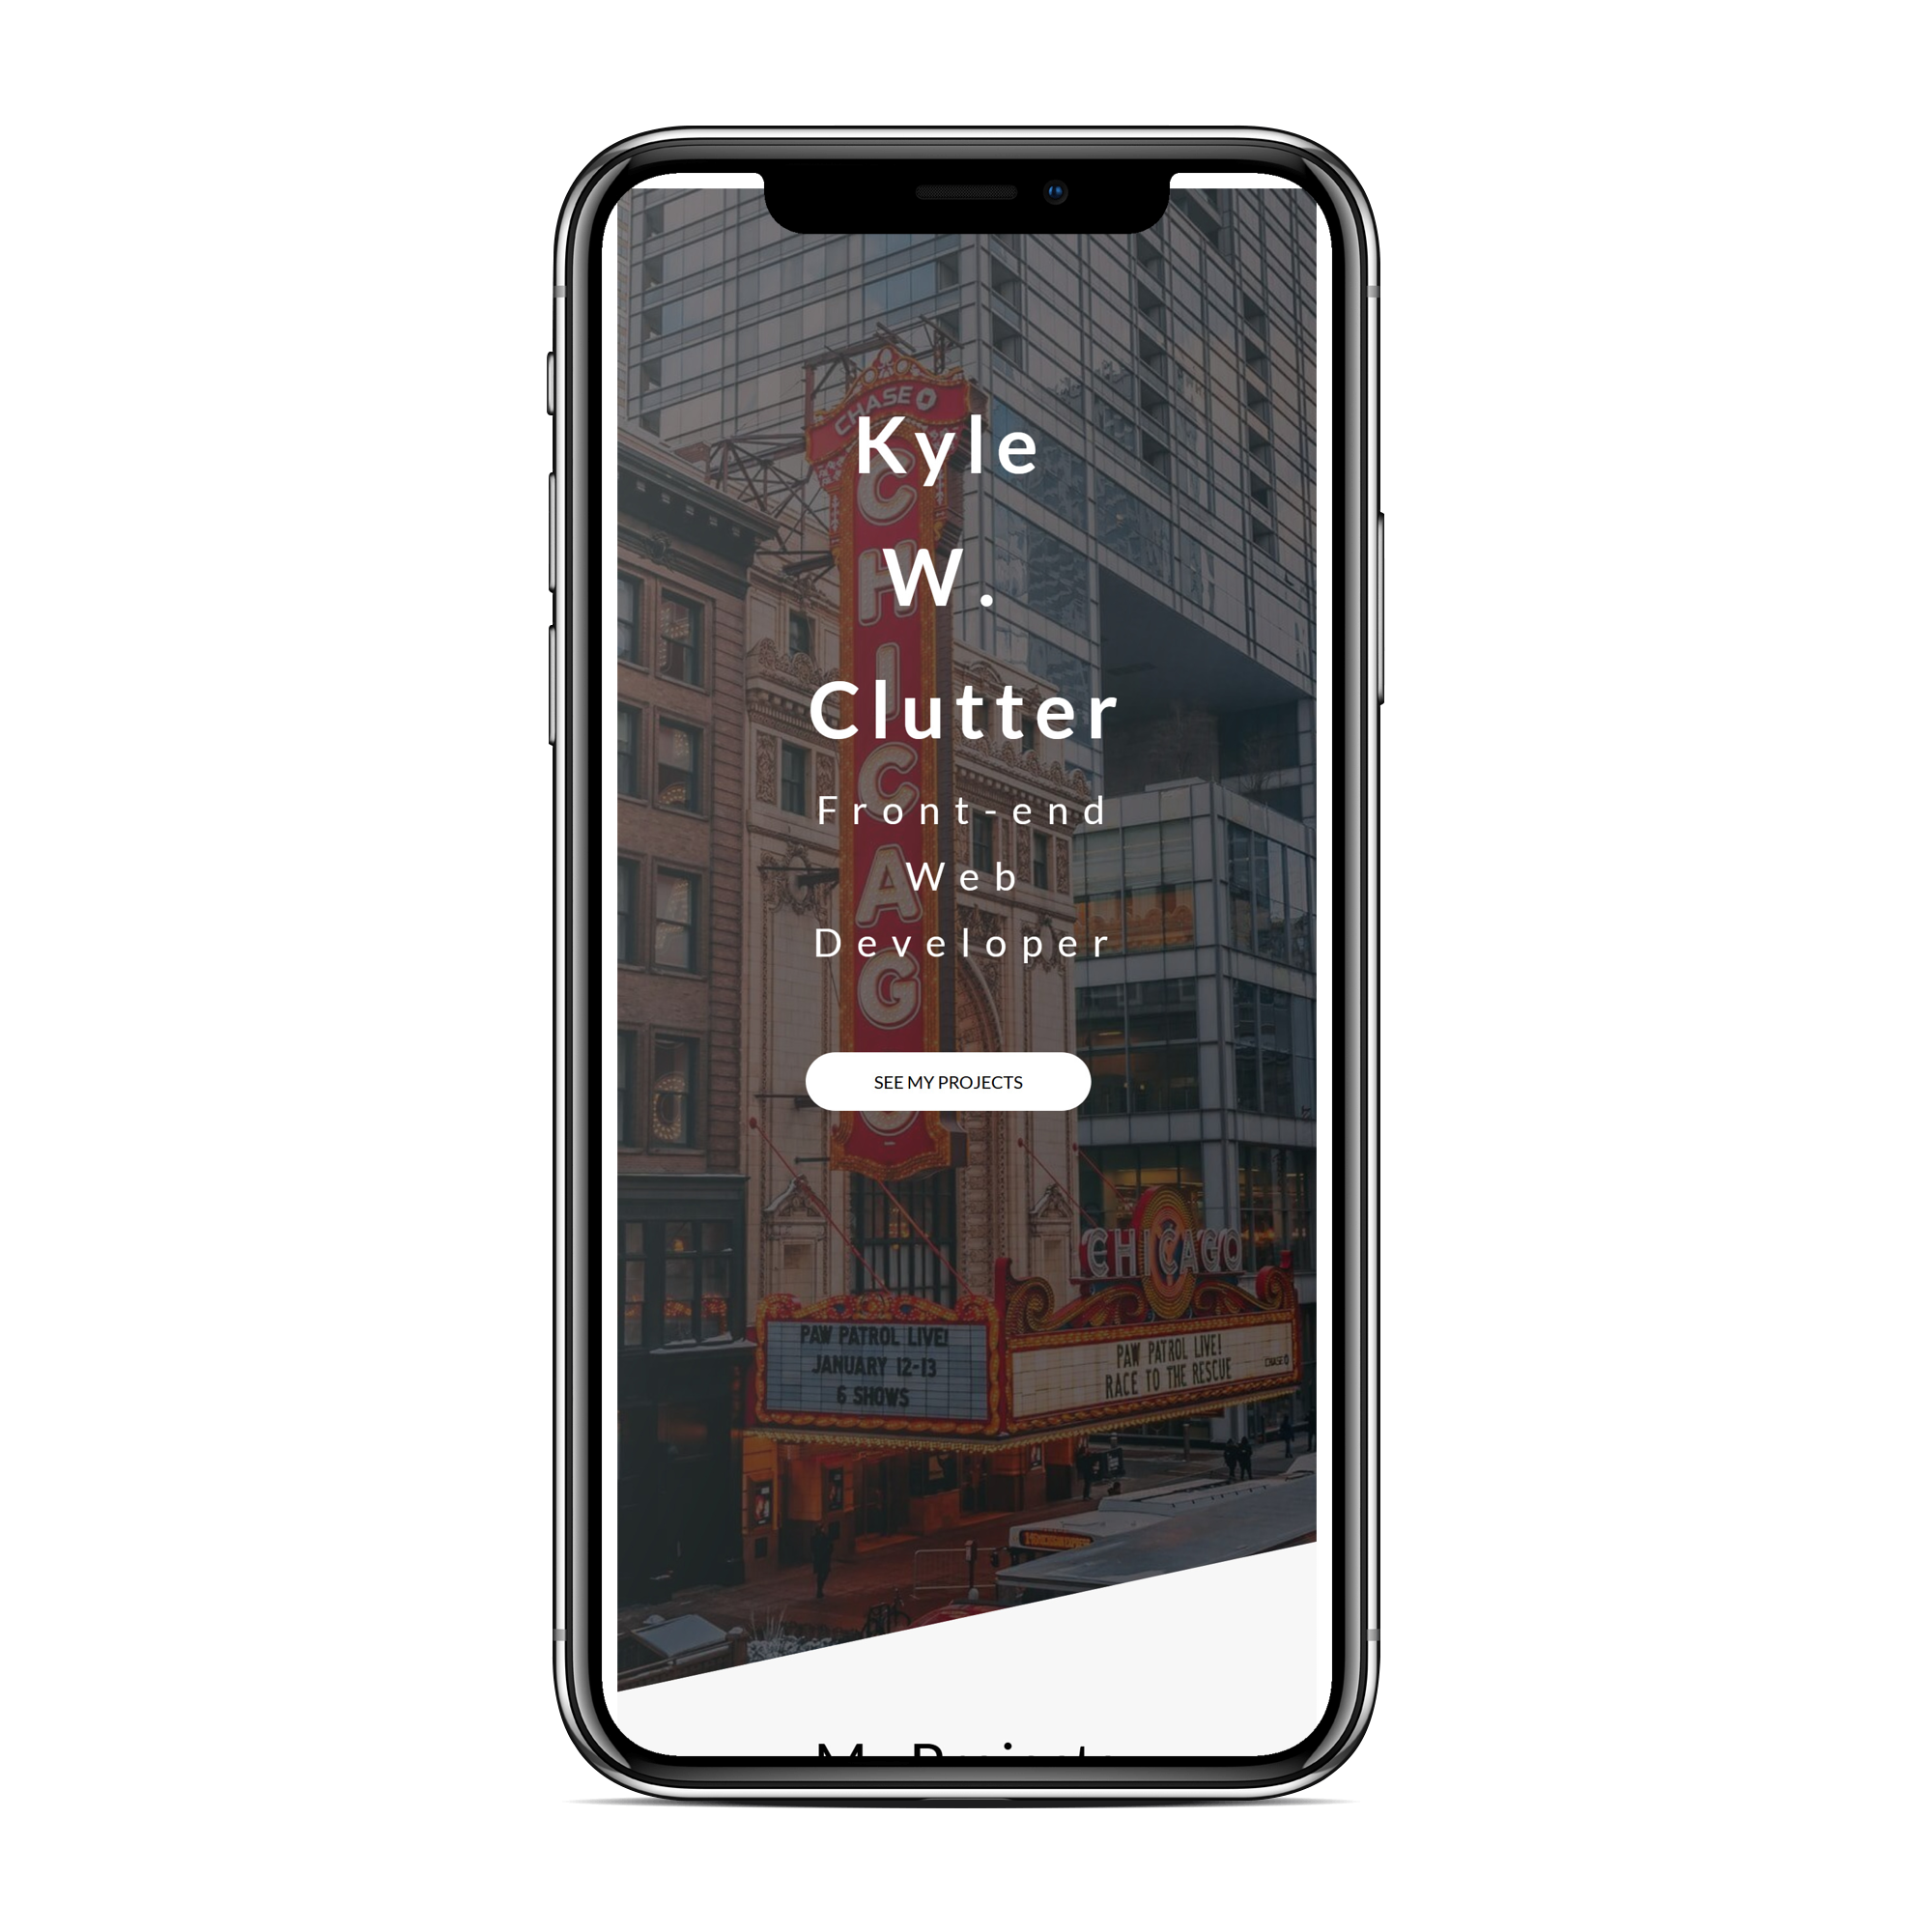 CHASE
Kyle
W.
Clutter
Front-end
Web
Developer
SEE MY PROJECTS
CHICAGO
CHICAGO
PAW PATROL LIVE!
JANUARY 12-13
6 SHOWS
PAW PATROL LIVE!
RACE TO THE RESCUE
CHASE